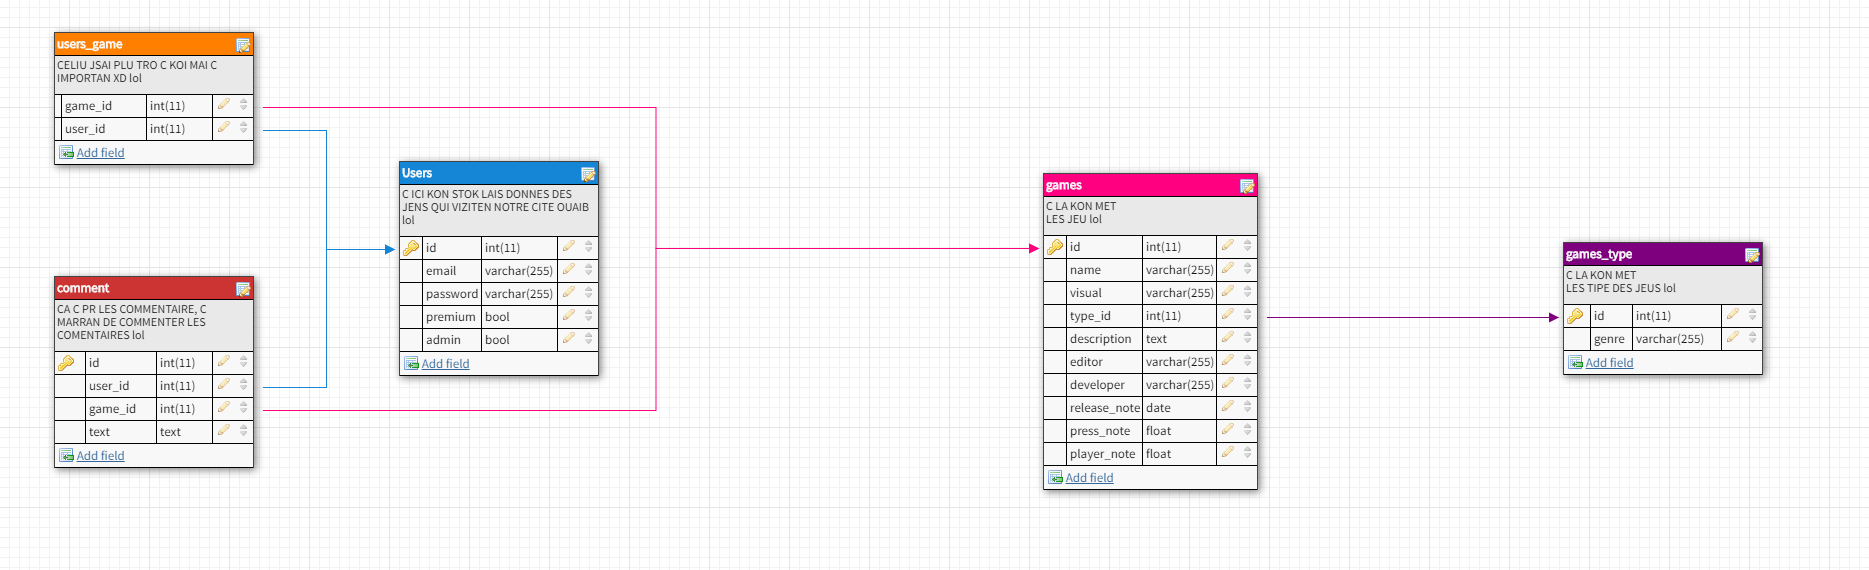 users_game
CELIU JSAI PLU TRO C KOI MAI C
IMPORTAN XD lol
game_id int(11)
user_id int(11)
Add field
comment
CA C PR LES COMMENTAIRE, C
MARRAN DE COMMENTER LES
COMENTAIRES lol
id int(11)
user_id int(11)
game_id int(11)
text text
Add field
Users
C ICI KON STOK LAIS DONNES DES
JENS QUI VIZITEN NOTRE CITE OUAIB
lol
id int(11)
email varchar(255)
password varchar(255)
premium bool
admin bool
Add field
games
C LA KON MET
LES JEU lol
id int(11)
name varchar(255)
visual varchar(255)
type_id int(11)
description text
editor varchar(255)
developer varchar(255)
release_note date
press_note float
player_note float
Add field
games_type
C LA KON MET
LES TIPE DES JEUS lol
id int(11)
genre varchar(255)
Add field